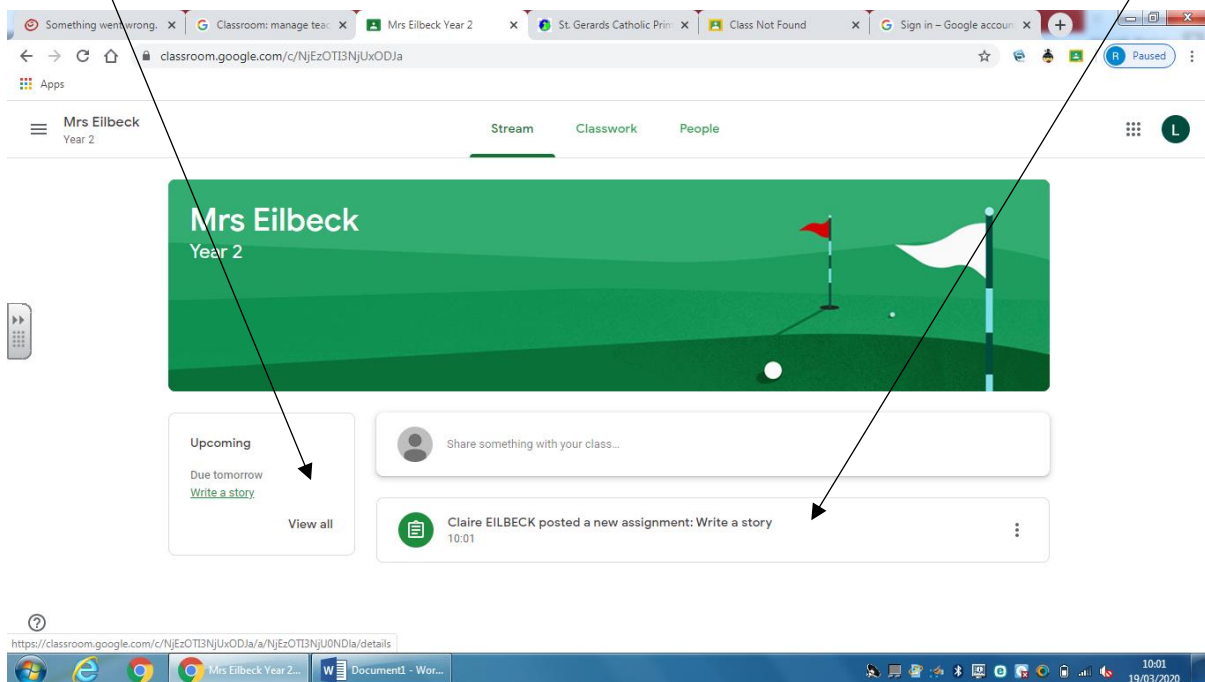 Something went wrong.
Classroom: manage teac
Mrs Eilbeck Year 2
St. Gerards Catholic Prim
Class Not Found
Sign in – Google accoun
classroom.google.com/c/NjEzOTI3NjUxODJa
R Paused
Apps
Mrs Eilbeck
Year 2
Stream Classwork People
L
Mrs Eilbeck
Year 2
Upcoming
Due tomorrow
Write a story
View all
Share something with your class...
Claire EILBECK posted a new assignment: Write a story
10:01
https://classroom.google.com/c/NjEzOTI3NjUxODJa/a/NjEzOTI3NjU0NDla/details
Mrs Eilbeck Year 2...
Document1 - Wor...
10:01
19/03/2020